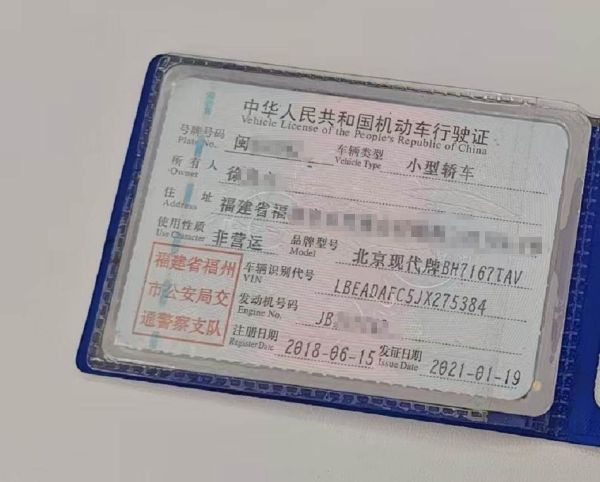 中华人民共和国机动车行驶证
Vehicle License of the People's Republic of China
号牌号码 闽 车辆类型 小型轿车
Plate No. Vehicle Type
所有人 徐
Owner
住址 福建省福
Address
使用性质 非营运 品牌型号 北京现代牌BH7167TAV
Use Character Model
车辆识别代号 LBEADAFC5JX275384
VIN
发动机号码 JB
Engine No.
注册日期 2018-06-15 发证日期 2021-01-19
Register Date Issue Date
福建省福州
市公安局交
通警察支队